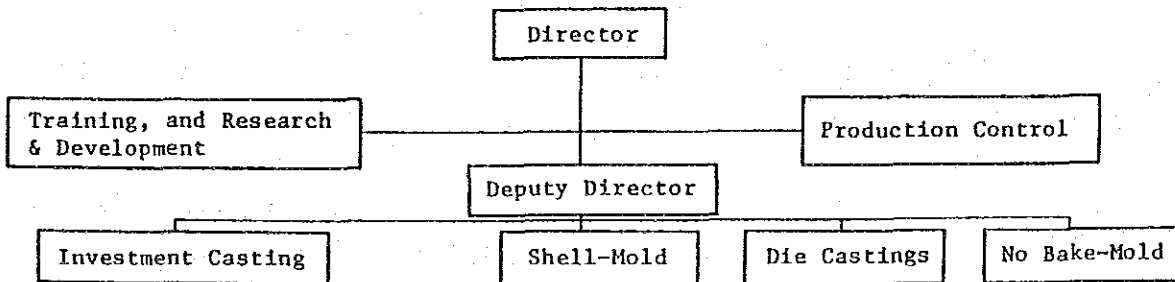 Director
Training, and Research
& Development
Production Control
Deputy Director
Investment Casting
Shell-Mold
Die Castings
No Bake-Mold